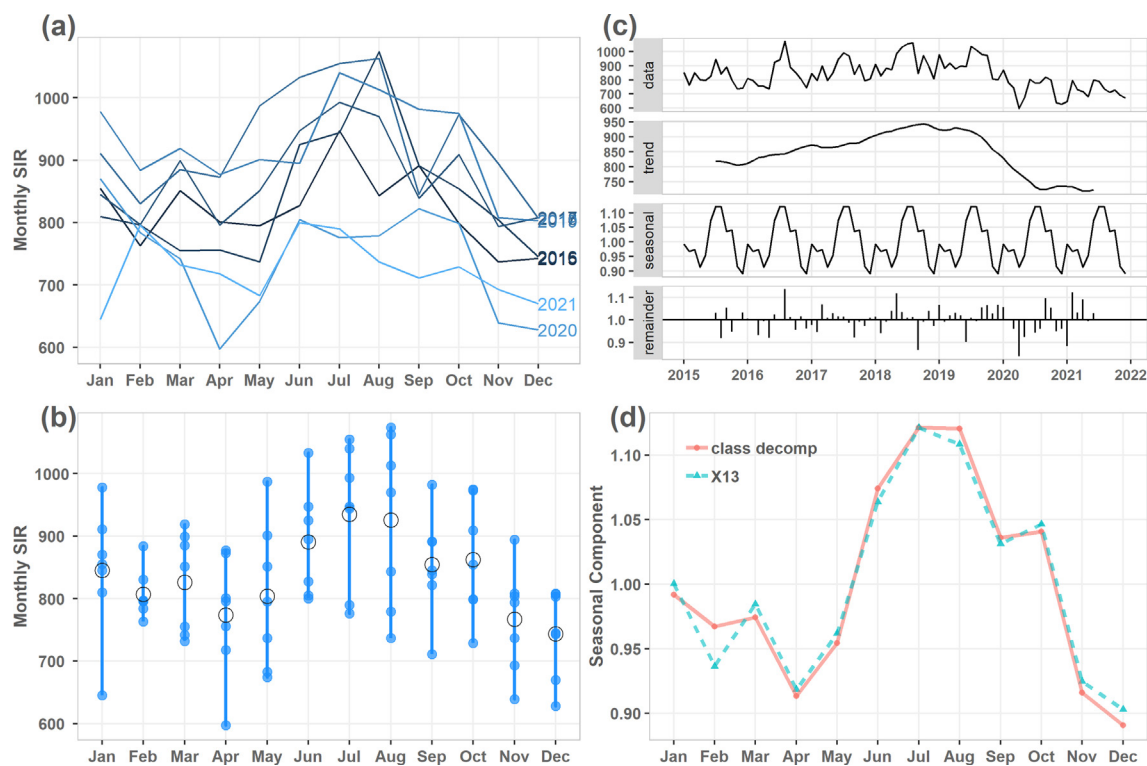 (a)
Monthly SIR
1000
900
800
700
600
2017
2016
2021
2020
Jan Feb Mar Apr May Jun Jul Aug Sep Oct Nov Dec
(c)
data
1000
900
800
700
600
trend
950
900
850
800
750
seasonal
1.10
1.05
1.00
0.95
0.90
remainder
1.1
1.0
0.9
2015 2016 2017 2018 2019 2020 2021 2022
(b)
Monthly SIR
1000
900
800
700
600
Jan Feb Mar Apr May Jun Jul Aug Sep Oct Nov Dec
(d)
Seasonal Component
1.10
1.05
1.00
0.95
0.90
class decomp
X13
Jan Feb Mar Apr May Jun Jul Aug Sep Oct Nov Dec